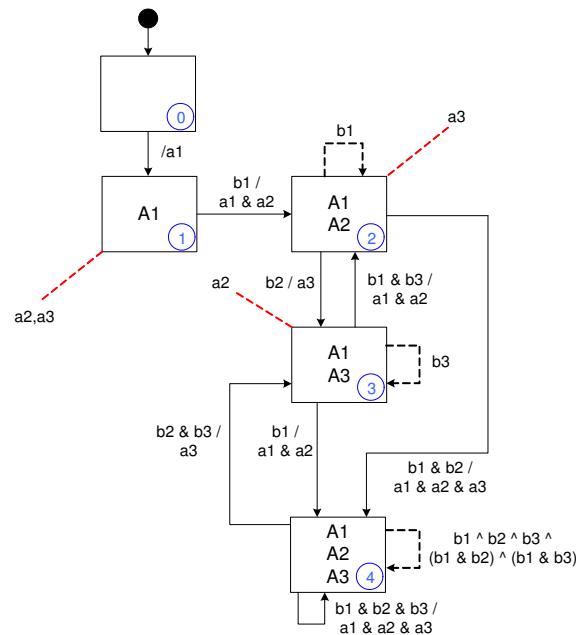 0
/a1
A1
1
b1 /
a1 & a2
b1
a3
A1
A2
2
a2,a3
a2
b2 / a3
b1 & b3 /
a1 & a2
A1
A3
3
b3
b2 & b3 /
a3
b1 /
a1 & a2
b1 & b2 /
a1 & a2 & a3
A1
A2
A3
4
b1 ^ b2 ^ b3 ^
(b1 & b2) ^ (b1 & b3)
b1 & b2 & b3 /
a1 & a2 & a3